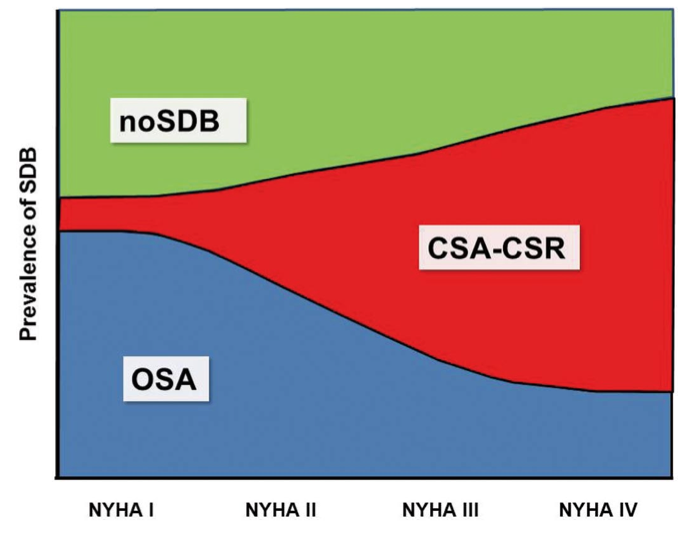 noSDB
Prevalence of SDB
CSA-CSR
OSA
NYHA I
NYHA II
NYHA III
NYHA IV